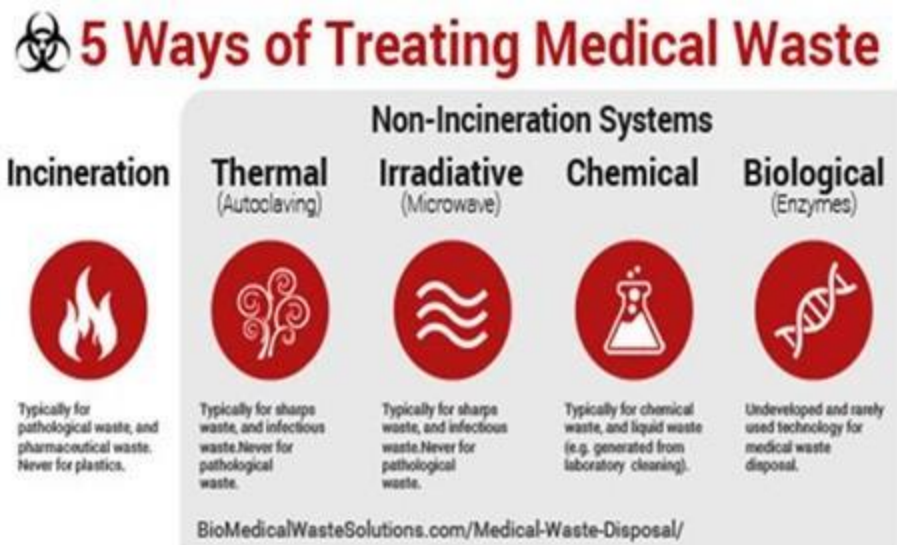 5 Ways of Treating Medical Waste
Non-Incineration Systems
Incineration
Thermal
(Autoclaving)
Irradiative
(Microwave)
Chemical
Biological
(Enzymes)
Typically for
pathological waste, and
pharmaceutical waste.
Never for plastics.
Typically for sharps
waste, and infectious
waste.Never for
pathological
waste.
Typically for sharps
waste, and infectious
waste.Never for
pathological
waste.
Typically for chemical
waste, and liquid waste
(e.g. generated from
laboratory cleaning).
Undeveloped and rarely
used technology for
medical waste
disposal.
BioMedicalWasteSolutions.com/Medical-Waste-Disposal/